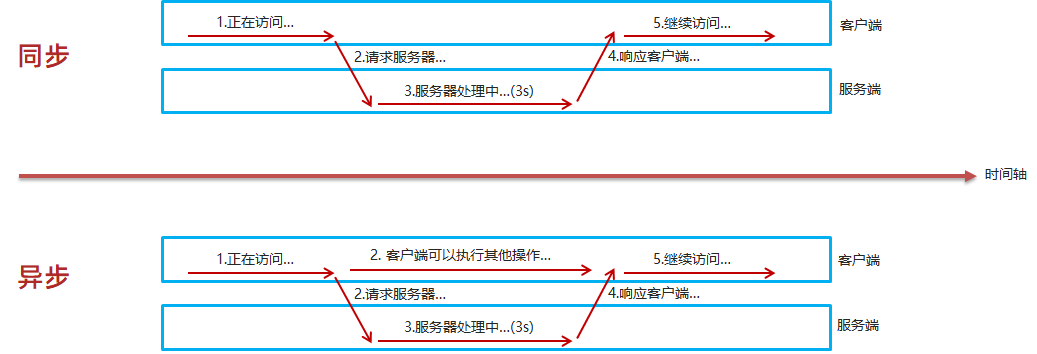 1.正在访问...
5.继续访问...
客户端
同步
2.请求服务器...
4.响应客户端...
3.服务器处理中...(3s)
服务端
时间轴
1.正在访问...
2. 客户端可以执行其他操作...
5.继续访问...
客户端
异步
2.请求服务器...
4.响应客户端...
3.服务器处理中...(3s)
服务端